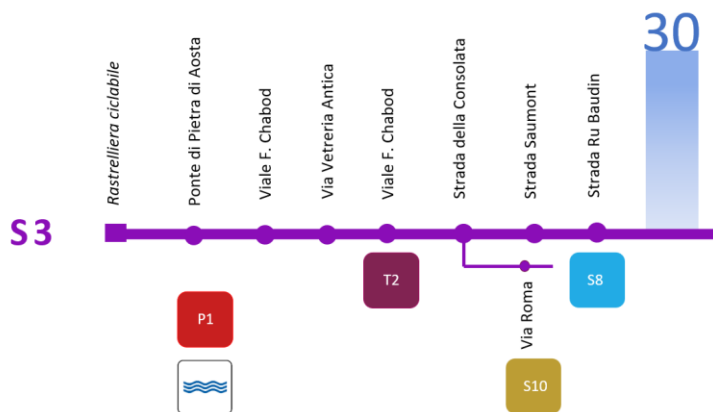 30
Rastrelliera ciclabile
Ponte di Pietra di Aosta
Viale F. Chabod
Via Vetreria Antica
Viale F. Chabod
Strada della Consolata
Strada Saumont
Strada Ru Baudin
S3
T2
S8
P1
Via Roma
S10